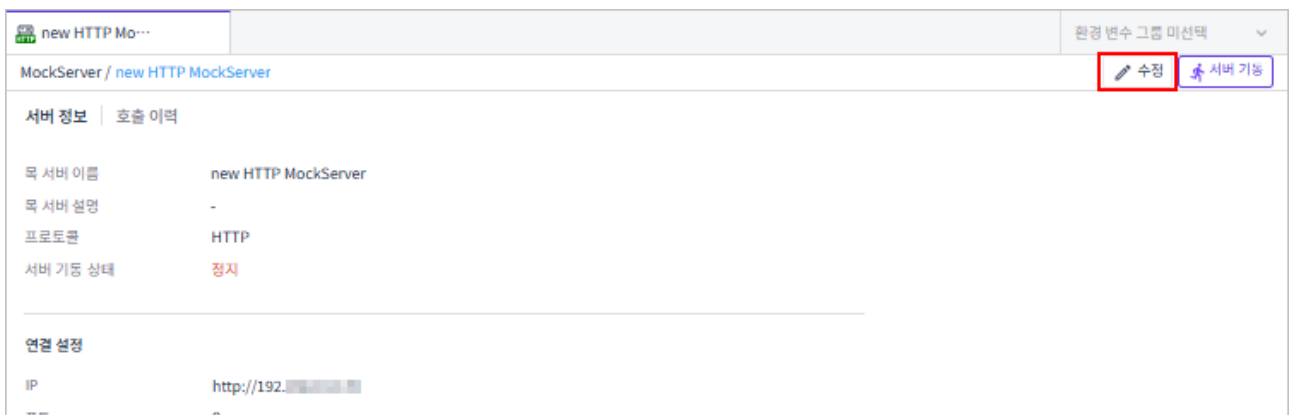 new HTTP Mo···
환경 변수 그룹 미선택
MockServer / new HTTP MockServer
수정
서버 기동
서버 정보 호출 이력
목 서버 이름 new HTTP MockServer
목 서버 설명 -
프로토콜 HTTP
서버 기동 상태 정지
연결 설정
IP http://192.